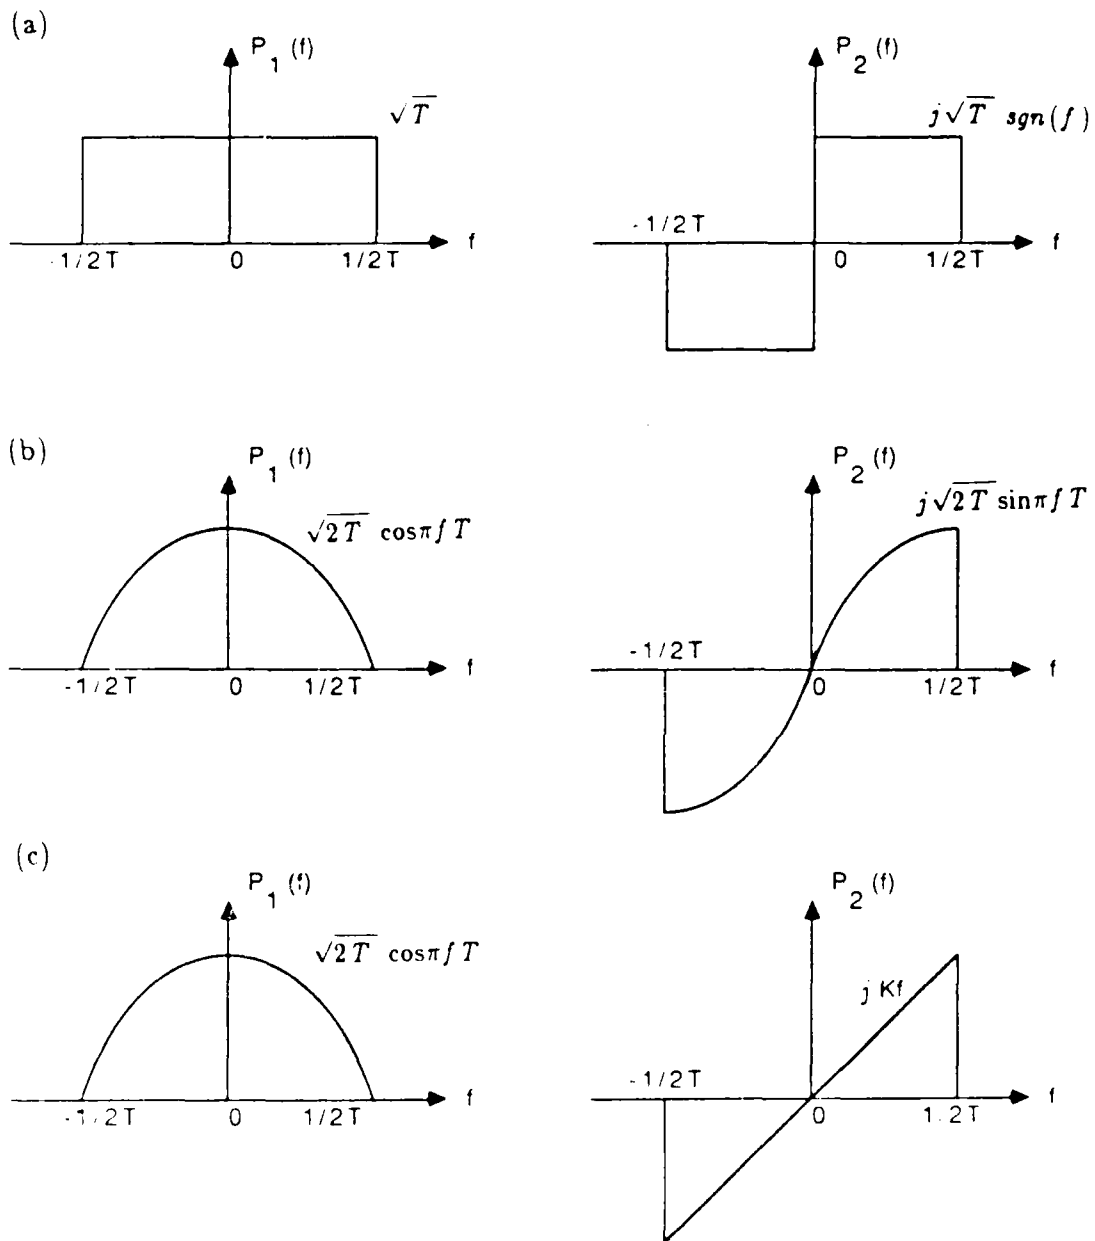 (a)
P1 (f)
√T
f
-1/2T
0
1/2T
P2 (f)
j√T sgn(f)
-1/2T
0
1/2T
f
(b)
P1 (f)
√2T cosπfT
f
-1/2T
0
1/2T
P2 (f)
j√2T sinπfT
-1/2T
0
1/2T
f
(c)
P1 (f)
√2T cosπfT
f
-1/2T
0
1/2T
P2 (f)
j Kf
-1/2T
0
1/2T
f